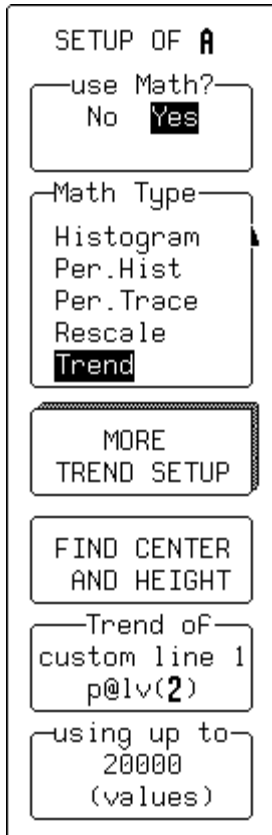 SETUP OF A
use Math?
No Yes
Math Type
Histogram
Per.Hist
Per.Trace
Rescale
Trend
MORE
TREND SETUP
FIND CENTER
AND HEIGHT
Trend of
custom line 1
p@lv(2)
using up to
20000
(values)